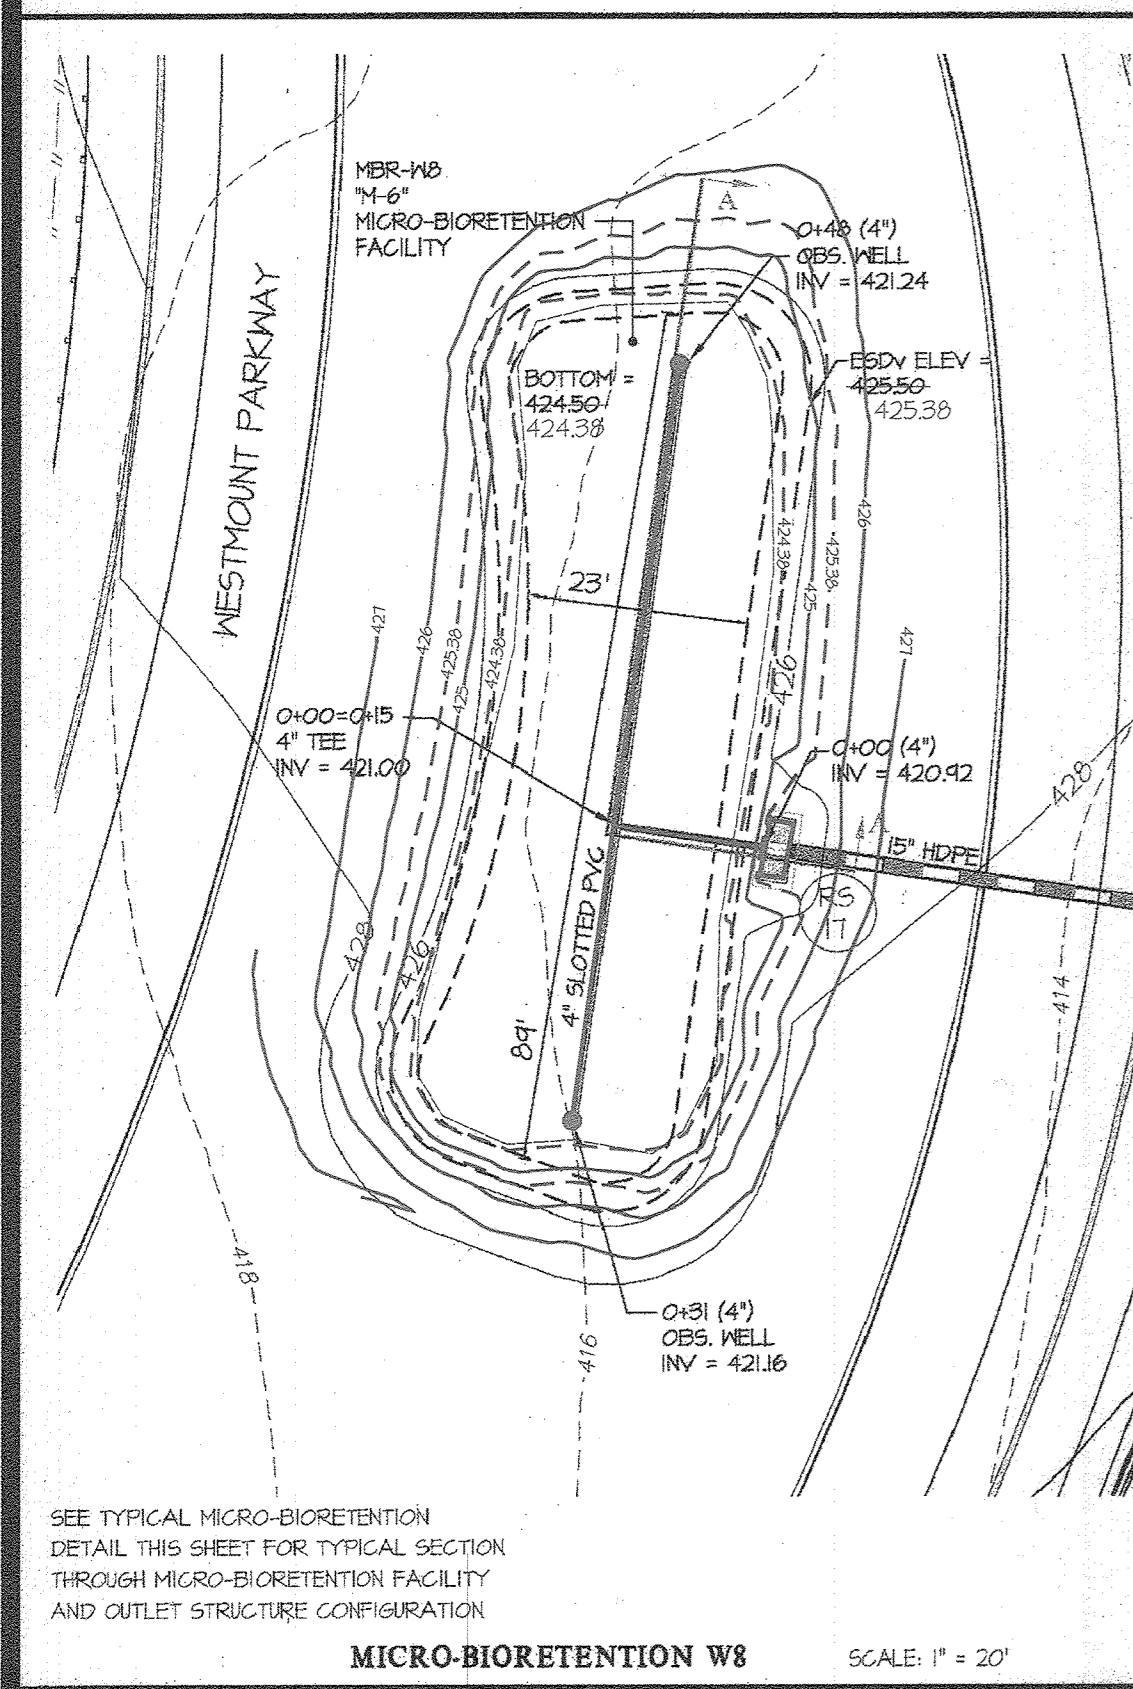 MBR-W8
"M-6"
MICRO-BIORETENTION
FACILITY
A
0+48 (4")
OBS. WELL
INV = 421.24
ESDv ELEV =
425.50
425.38
BOTTOM =
424.50
424.38
WESTMOUNT PARKWAY
23'
427
426
425.38
425
424.38
424.38
425
425.38
426
427
426
0+00=0+15
4" TEE
INV = 421.00
0+00 (4")
INV = 420.92
428
A
15" HDPE
RS
17
4" SLOTTED PVC
89'
428
426
414
418
416
0+31 (4")
OBS. WELL
INV = 421.16
SEE TYPICAL MICRO-BIORETENTION
DETAIL THIS SHEET FOR TYPICAL SECTION
THROUGH MICRO-BIORETENTION FACILITY
AND OUTLET STRUCTURE CONFIGURATION
MICRO-BIORETENTION W8
SCALE: 1" = 20'